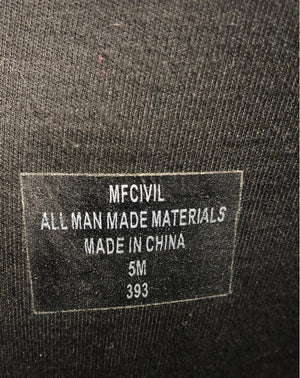 MFCIVIL
ALL MAN MADE MATERIALS
MADE IN CHINA
5M
393